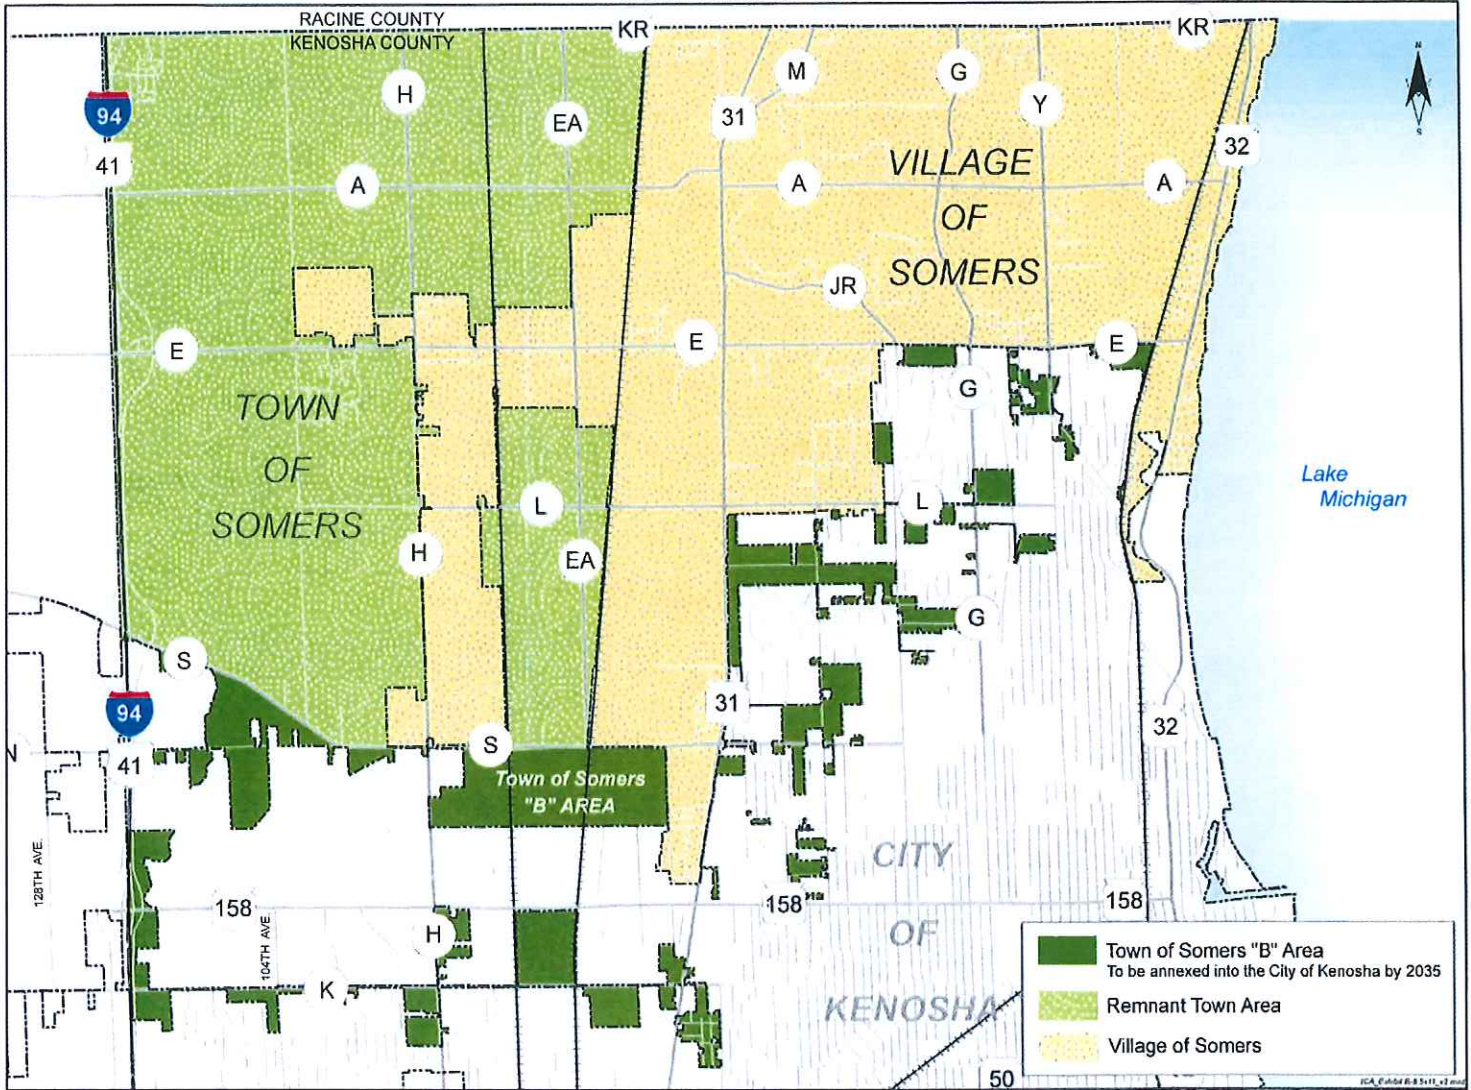 RACINE COUNTY
KENOSHA COUNTY
KR
KR
94
41
H
EA
M
31
G
Y
32
A
A
A
VILLAGE
OF
SOMERS
JR
E
E
E
TOWN
OF
SOMERS
G
Lake
Michigan
L
L
H
EA
G
S
94
41
31
32
S
N
Town of Somers
"B" AREA
CITY
OF
KENOSHA
128TH AVE.
104TH AVE.
158
158
158
H
K
50
N
S
Town of Somers "B" Area
To be annexed into the City of Kenosha by 2035
Remnant Town Area
Village of Somers